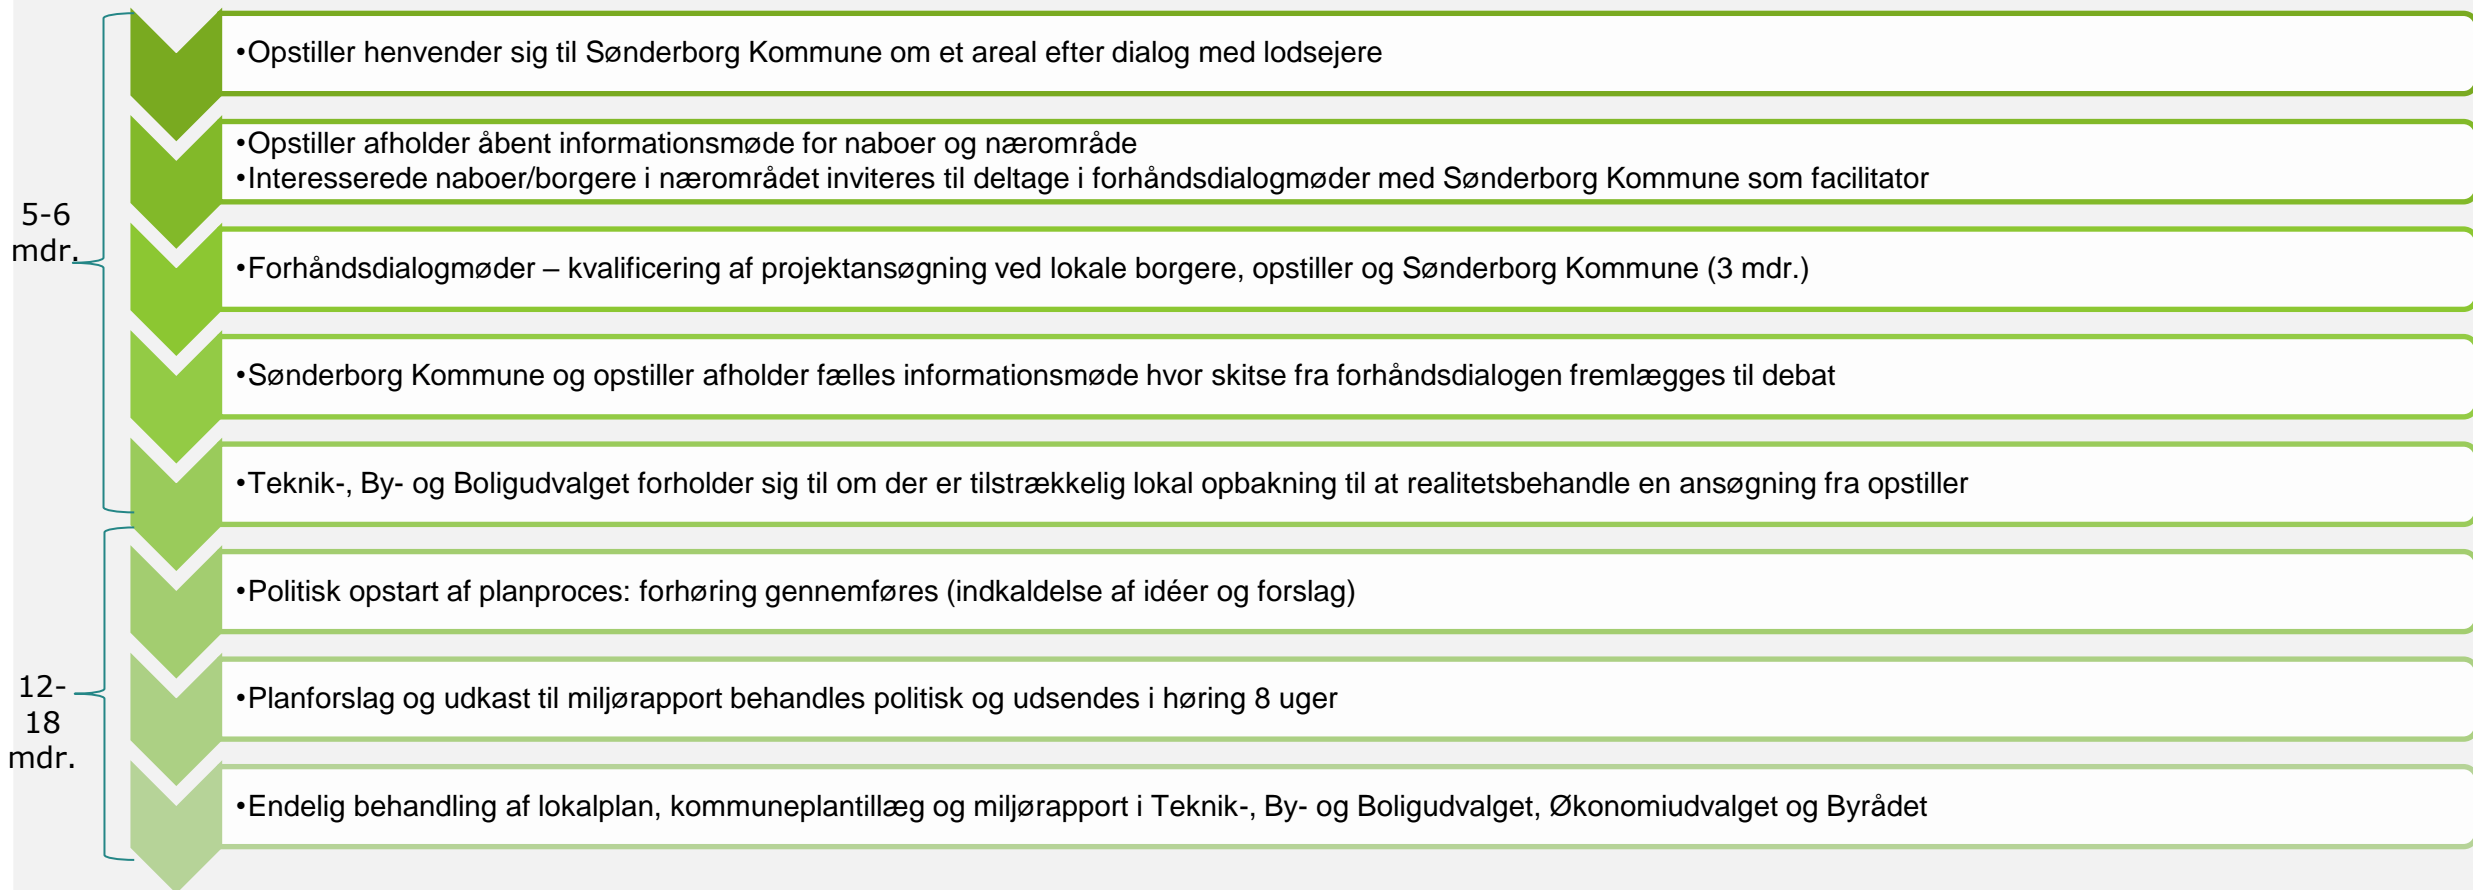 •Opstiller henvender sig til Sønderborg Kommune om et areal efter dialog med lodsejere
•Opstiller afholder åbent informationsmøde for naboer og nærområde
•Interesserede naboer/borgere i nærområdet inviteres til deltage i forhåndsdialogmøder med Sønderborg Kommune som facilitator
5-6
mdr.
•Forhåndsdialogmøder – kvalificering af projektansøgning ved lokale borgere, opstiller og Sønderborg Kommune (3 mdr.)
•Sønderborg Kommune og opstiller afholder fælles informationsmøde hvor skitse fra forhåndsdialogen fremlægges til debat
•Teknik-, By- og Boligudvalget forholder sig til om der er tilstrækkelig lokal opbakning til at realitetsbehandle en ansøgning fra opstiller
•Politisk opstart af planproces: forhøring gennemføres (indkaldelse af idéer og forslag)
12-
18
mdr.
•Planforslag og udkast til miljørapport behandles politisk og udsendes i høring 8 uger
•Endelig behandling af lokalplan, kommuneplantillæg og miljørapport i Teknik-, By- og Boligudvalget, Økonomiudvalget og Byrådet